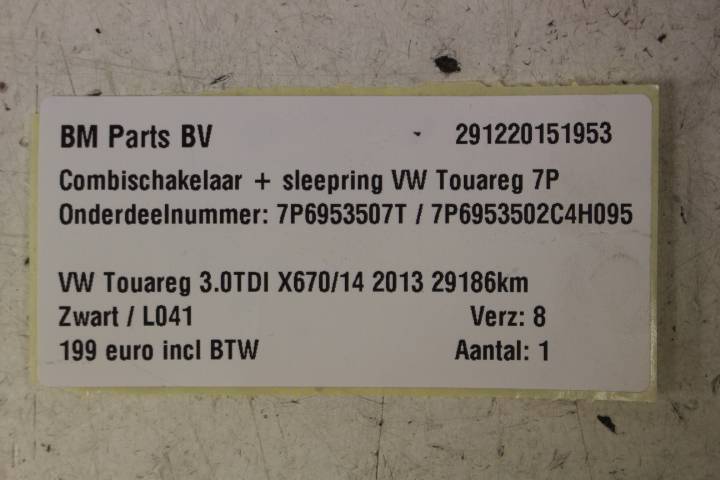 BM Parts BV 291220151953
Combischakelaar + sleepring VW Touareg 7P
Onderdeelnummer: 7P6953507T / 7P6953502C4H095
VW Touareg 3.0TDI X670/14 2013 29186km
Zwart / L041 Verz: 8
199 euro incl BTW Aantal: 1